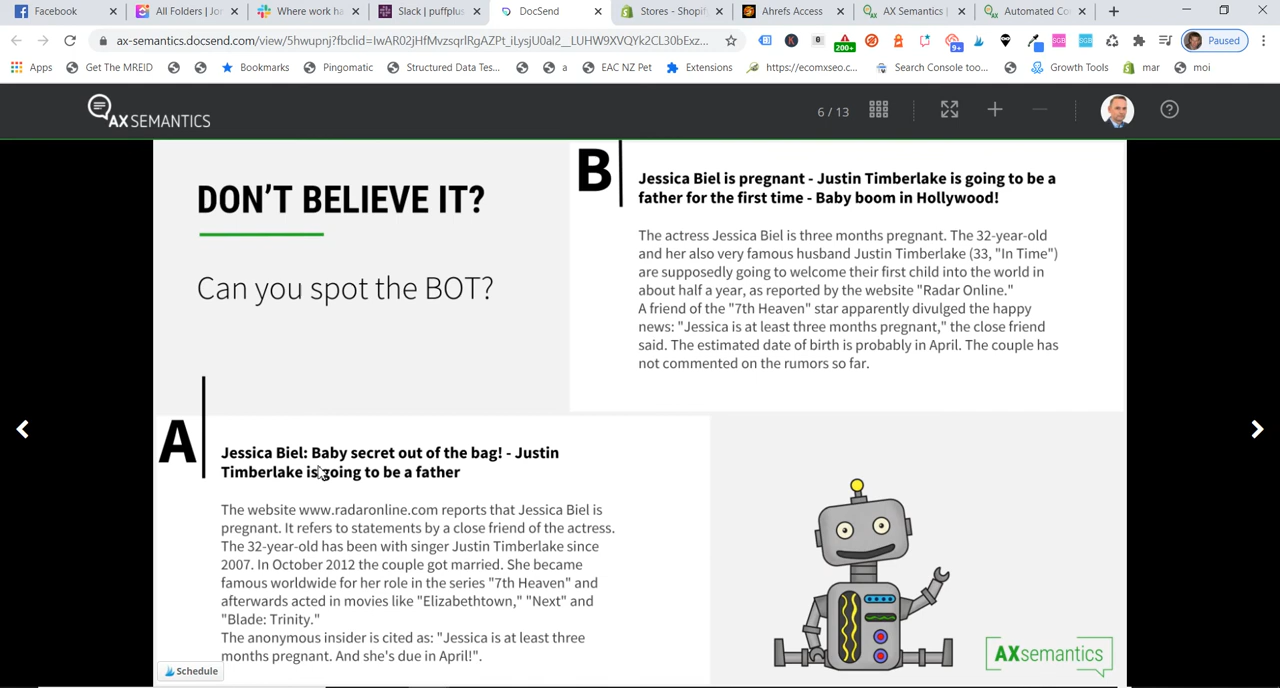 Facebook
All Folders | Jor
Where work ha
Slack | puffplus
DocSend
Stores - Shopif
Ahrefs Acces
AX Semantics |
Automated Co
ax-semantics.docsend.com/view/
200+
9+
SGB
SGB
Paused
Apps
Get The MREID
Bookmarks
Pingomatic
Structured Data Tes...
a
EAC NZ Pet
Extensions
https://ecomxseo.c...
Search Console too...
Growth Tools
mar
moi
AXSEMANTICS
6 / 13
DON'T BELIEVE IT?
Can you spot the BOT?
B
Jessica Biel is pregnant - Justin Timberlake is going to be a
father for the first time - Baby boom in Hollywood!
The actress Jessica Biel is three months pregnant. The 32-year-old
and her also very famous husband Justin Timberlake (33, "In Time")
are supposedly going to welcome their first child into the world in
about half a year, as reported by the website "Radar Online."
A friend of the "7th Heaven" star apparently divulged the happy
news: "Jessica is at least three months pregnant," the close friend
said. The estimated date of birth is probably in April. The couple has
not commented on the rumors so far.
A
Jessica Biel: Baby secret out of the bag! - Justin
Timberlake is going to be a father
The website www.radaronline.com reports that Jessica Biel is
pregnant. It refers to statements by a close friend of the actress.
The 32-year-old has been with singer Justin Timberlake since
2007. In October 2012 the couple got married. She became
famous worldwide for her role in the series "7th Heaven" and
afterwards acted in movies like "Elizabethtown," "Next" and
"Blade: Trinity."
The anonymous insider is cited as: "Jessica is at least three
months pregnant. And she's due in April!".
Schedule
AXsemantics